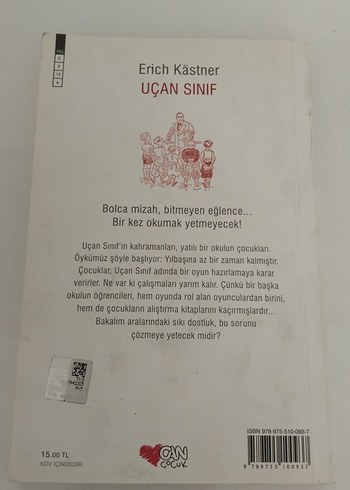 Erich Kästner
UÇAN SINIF
Bolca mizah, bitmeyen eğlence...
Bir kez okumak yetmeyecek!
Uçan Sınıf'ın kahramanları, yatılı bir okulun çocukları.
Öykümüz şöyle başlıyor: Yılbaşına az bir zaman kalmıştır.
Çocuklar, Uçan Sınıf adında bir oyun hazırlamaya karar
verirler. Ne var ki çalışmaları yarım kalır. Çünkü bir başka
okulun öğrencileri, hem oyunda rol alan oyunculardan birini,
hem de çocukların alıştırma kitaplarını kaçırmışlardır...
Bakalım aralarındaki sıkı dostluk, bu sorunu
çözmeye yetecek midir?
15.00 TL
KDV İÇİNDEDİR
CAN
ÇOCUK
ISBN 978-975-510-093-7
9 789755 100937